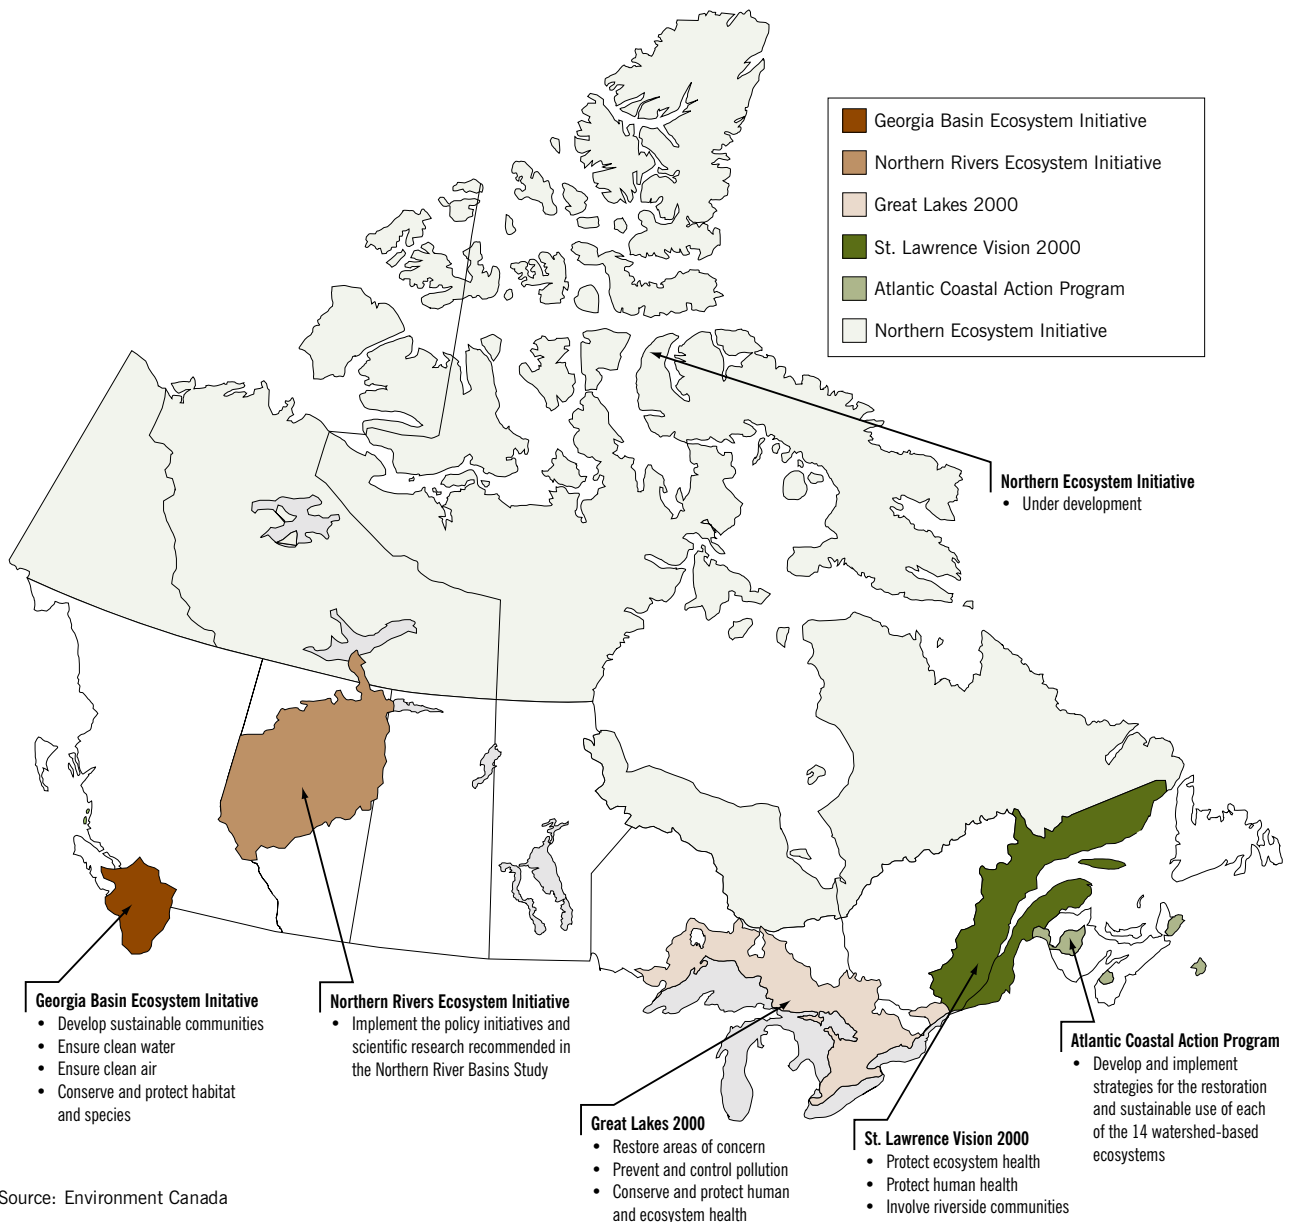 Georgia Basin Ecosystem Initiative
Northern Rivers Ecosystem Initiative
Great Lakes 2000
St. Lawrence Vision 2000
Atlantic Coastal Action Program
Northern Ecosystem Initiative
Northern Ecosystem Initiative
• Under development
Georgia Basin Ecosystem Initative
• Develop sustainable communities
• Ensure clean water
• Ensure clean air
• Conserve and protect habitat
and species
Northern Rivers Ecosystem Initiative
• Implement the policy initiatives and
scientific research recommended in
the Northern River Basins Study
Great Lakes 2000
• Restore areas of concern
• Prevent and control pollution
• Conserve and protect human
and ecosystem health
St. Lawrence Vision 2000
• Protect ecosystem health
• Protect human health
• Involve riverside communities
Atlantic Coastal Action Program
• Develop and implement
strategies for the restoration
and sustainable use of each
of the 14 watershed-based
ecosystems
Source: Environment Canada